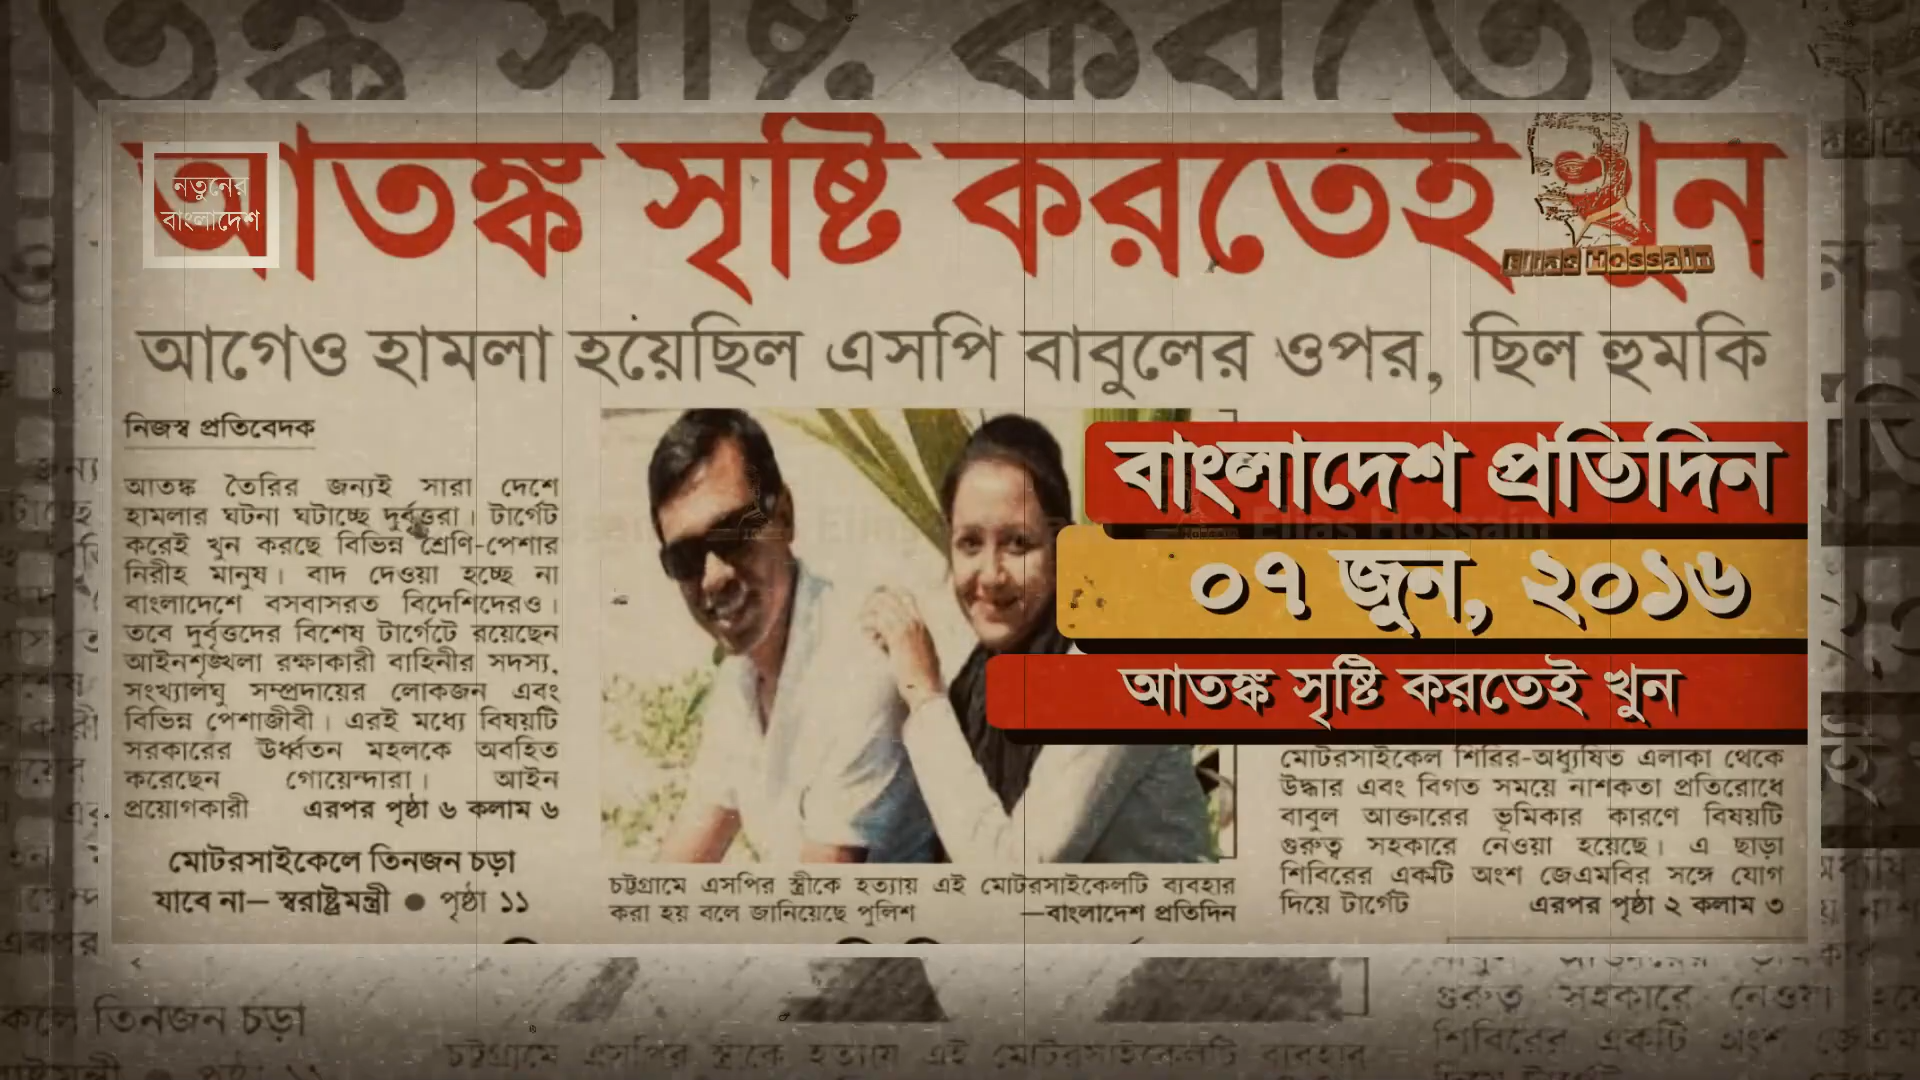 আতঙ্ক সৃষ্টি করতেই খুন
নতুনের
বাংলাদেশ
Elias Hossain
আগেও হামলা হয়েছিল এসপি বাবুলের ওপর, ছিল হুমকি
নিজস্ব প্রতিবেদক
আতঙ্ক তৈরির জন্যই সারা দেশে
হামলার ঘটনা ঘটাচ্ছে দুর্বৃত্তরা। টার্গেট
করেই খুন করছে বিভিন্ন শ্রেণি-পেশার
নিরীহ মানুষ। বাদ দেওয়া হচ্ছে না
বাংলাদেশে বসবাসরত বিদেশিদেরও।
তবে দুর্বৃত্তদের বিশেষ টার্গেটে রয়েছেন
আইনশৃঙ্খলা রক্ষাকারী বাহিনীর সদস্য,
সংখ্যালঘু সম্প্রদায়ের লোকজন এবং
বিভিন্ন পেশাজীবী। এরই মধ্যে বিষয়টি
সরকারের ঊর্ধ্বতন মহলকে অবহিত
করেছেন গোয়েন্দারা। আইন
প্রয়োগকারী এরপর পৃষ্ঠা ৬ কলাম ৬
মোটরসাইকেলে তিনজন চড়া
যাবে না— স্বরাষ্ট্রমন্ত্রী ● পৃষ্ঠা ১১
চট্টগ্রামে এসপির স্ত্রীকে হত্যায় এই মোটরসাইকেলটি ব্যবহার
করা হয় বলে জানিয়েছে পুলিশ —বাংলাদেশ প্রতিদিন
বাংলাদেশ প্রতিদিন
০৭ জুন, ২০১৬
আতঙ্ক সৃষ্টি করতেই খুন
মোটরসাইকেল শিবির-অধ্যুষিত এলাকা থেকে
উদ্ধার এবং বিগত সময়ে নাশকতা প্রতিরোধে
বাবুল আক্তারের ভূমিকার কারণে বিষয়টি
গুরুত্ব সহকারে নেওয়া হয়েছে। এ ছাড়া
শিবিরের একটি অংশ জেএমবির সঙ্গে যোগ
দিয়ে টার্গেট এরপর পৃষ্ঠা ২ কলাম ৩